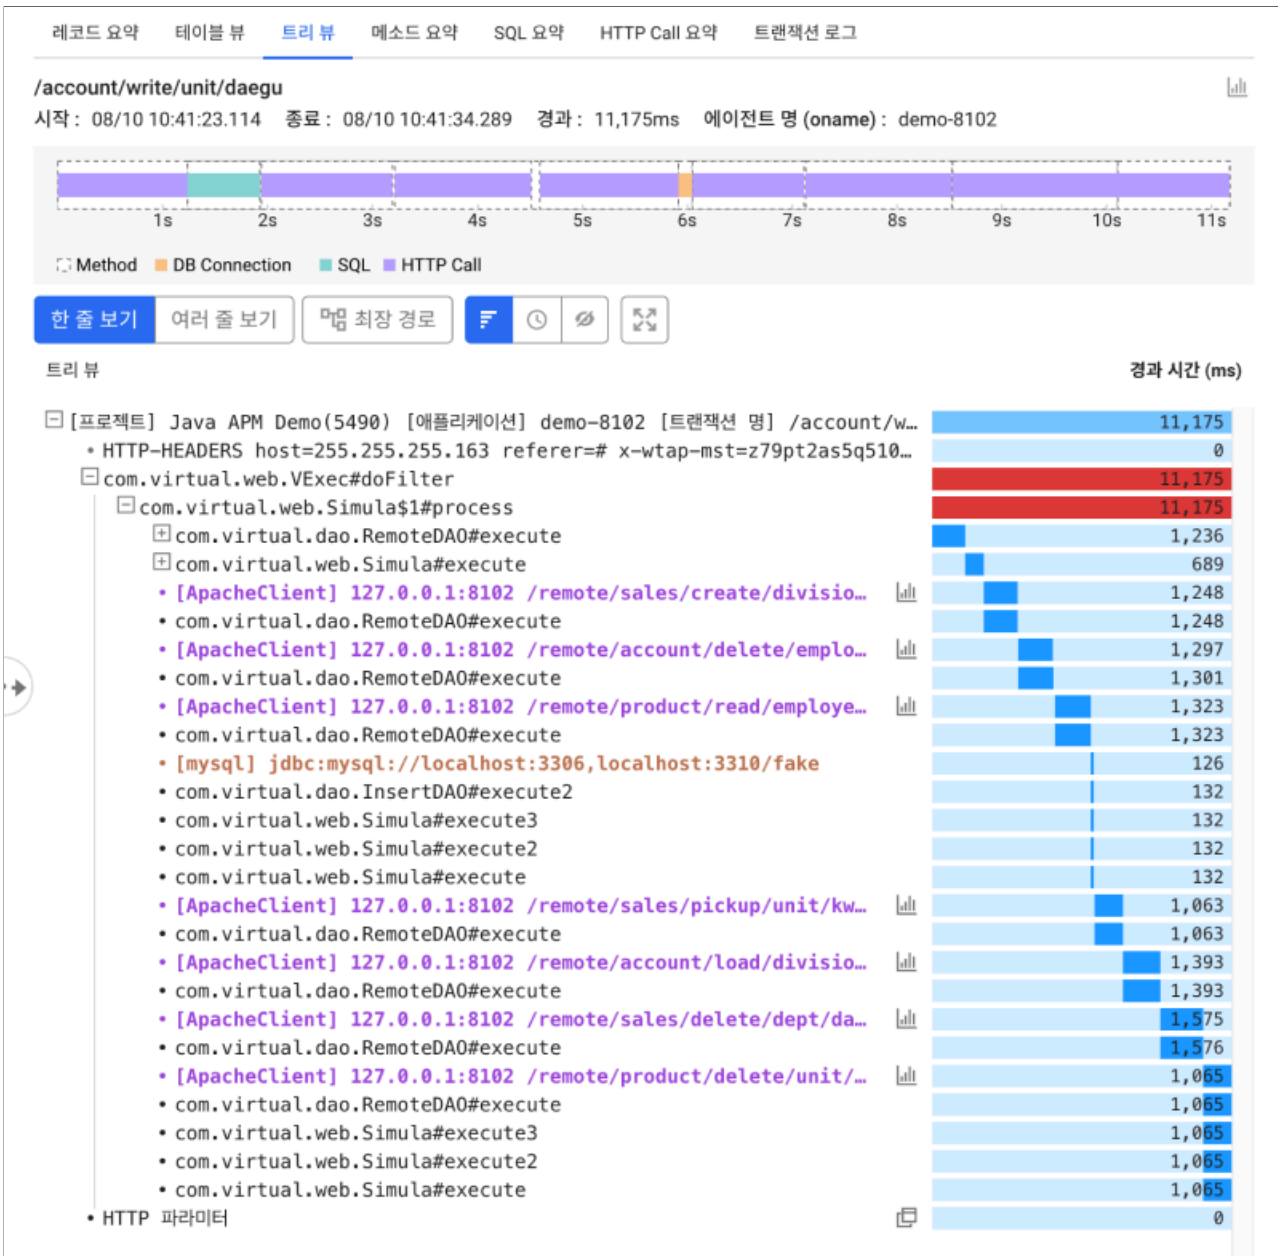 레코드 요약 테이블 뷰 트리 뷰 메소드 요약 SQL 요약 HTTP Call 요약 트랜잭션 로그
/account/write/unit/daegu
시작 : 08/10 10:41:23.114 종료 : 08/10 10:41:34.289 경과 : 11,175ms 에이전트 명 (oname) : demo-8102
1s 2s 3s 4s 5s 6s 7s 8s 9s 10s 11s
Method DB Connection SQL HTTP Call
한 줄 보기 여러 줄 보기 최장 경로
트리 뷰 경과 시간 (ms)
[프로젝트] Java APM Demo(5490) [애플리케이션] demo-8102 [트랜잭션 명] /account/w… 11,175
HTTP-HEADERS host=255.255.255.163 referer=# x-wtap-mst=z79pt2as5q510… 0
com.virtual.web.VExec#doFilter 11,175
com.virtual.web.Simula$1#process 11,175
com.virtual.dao.RemoteDAO#execute 1,236
com.virtual.web.Simula#execute 689
[ApacheClient] 127.0.0.1:8102 /remote/sales/create/divisio… 1,248
com.virtual.dao.RemoteDAO#execute 1,248
[ApacheClient] 127.0.0.1:8102 /remote/account/delete/emplo… 1,297
com.virtual.dao.RemoteDAO#execute 1,301
[ApacheClient] 127.0.0.1:8102 /remote/product/read/employe… 1,323
com.virtual.dao.RemoteDAO#execute 1,323
[mysql] jdbc:mysql://localhost:3306,localhost:3310/fake 126
com.virtual.dao.InsertDAO#execute2 132
com.virtual.web.Simula#execute3 132
com.virtual.web.Simula#execute2 132
com.virtual.web.Simula#execute 132
[ApacheClient] 127.0.0.1:8102 /remote/sales/pickup/unit/kw… 1,063
com.virtual.dao.RemoteDAO#execute 1,063
[ApacheClient] 127.0.0.1:8102 /remote/account/load/divisio… 1,393
com.virtual.dao.RemoteDAO#execute 1,393
[ApacheClient] 127.0.0.1:8102 /remote/sales/delete/dept/da… 1,575
com.virtual.dao.RemoteDAO#execute 1,576
[ApacheClient] 127.0.0.1:8102 /remote/product/delete/unit/… 1,065
com.virtual.dao.RemoteDAO#execute 1,065
com.virtual.web.Simula#execute3 1,065
com.virtual.web.Simula#execute2 1,065
com.virtual.web.Simula#execute 1,065
HTTP 파라미터 0